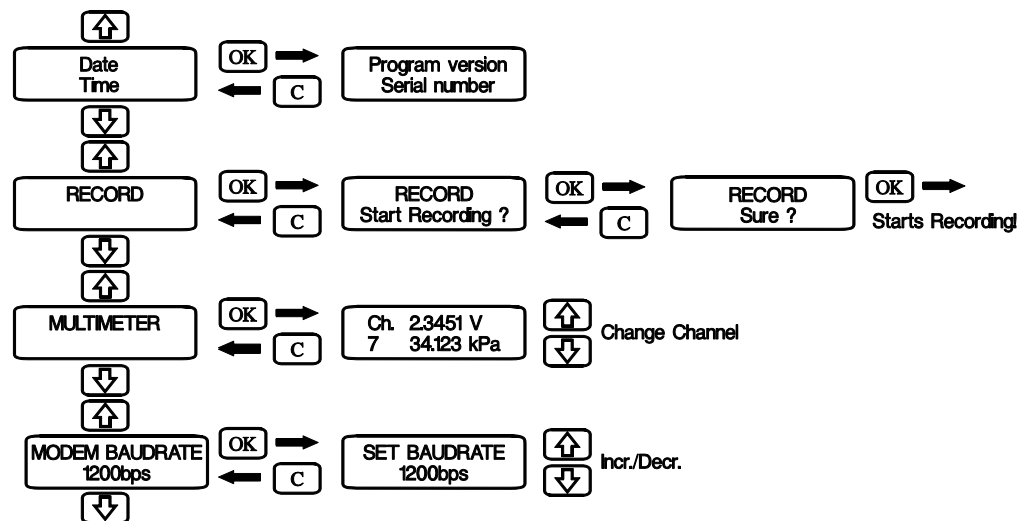 Date
Time
OK
C
Program version
Serial number
RECORD
OK
C
RECORD
Start Recording ?
OK
C
RECORD
Sure ?
OK
Starts Recording!
MULTIMETER
OK
C
Ch. 2.3451 V
7 34.123 kPa
Change Channel
MODEM BAUDRATE
1200bps
OK
C
SET BAUDRATE
1200bps
Incr./Decr.